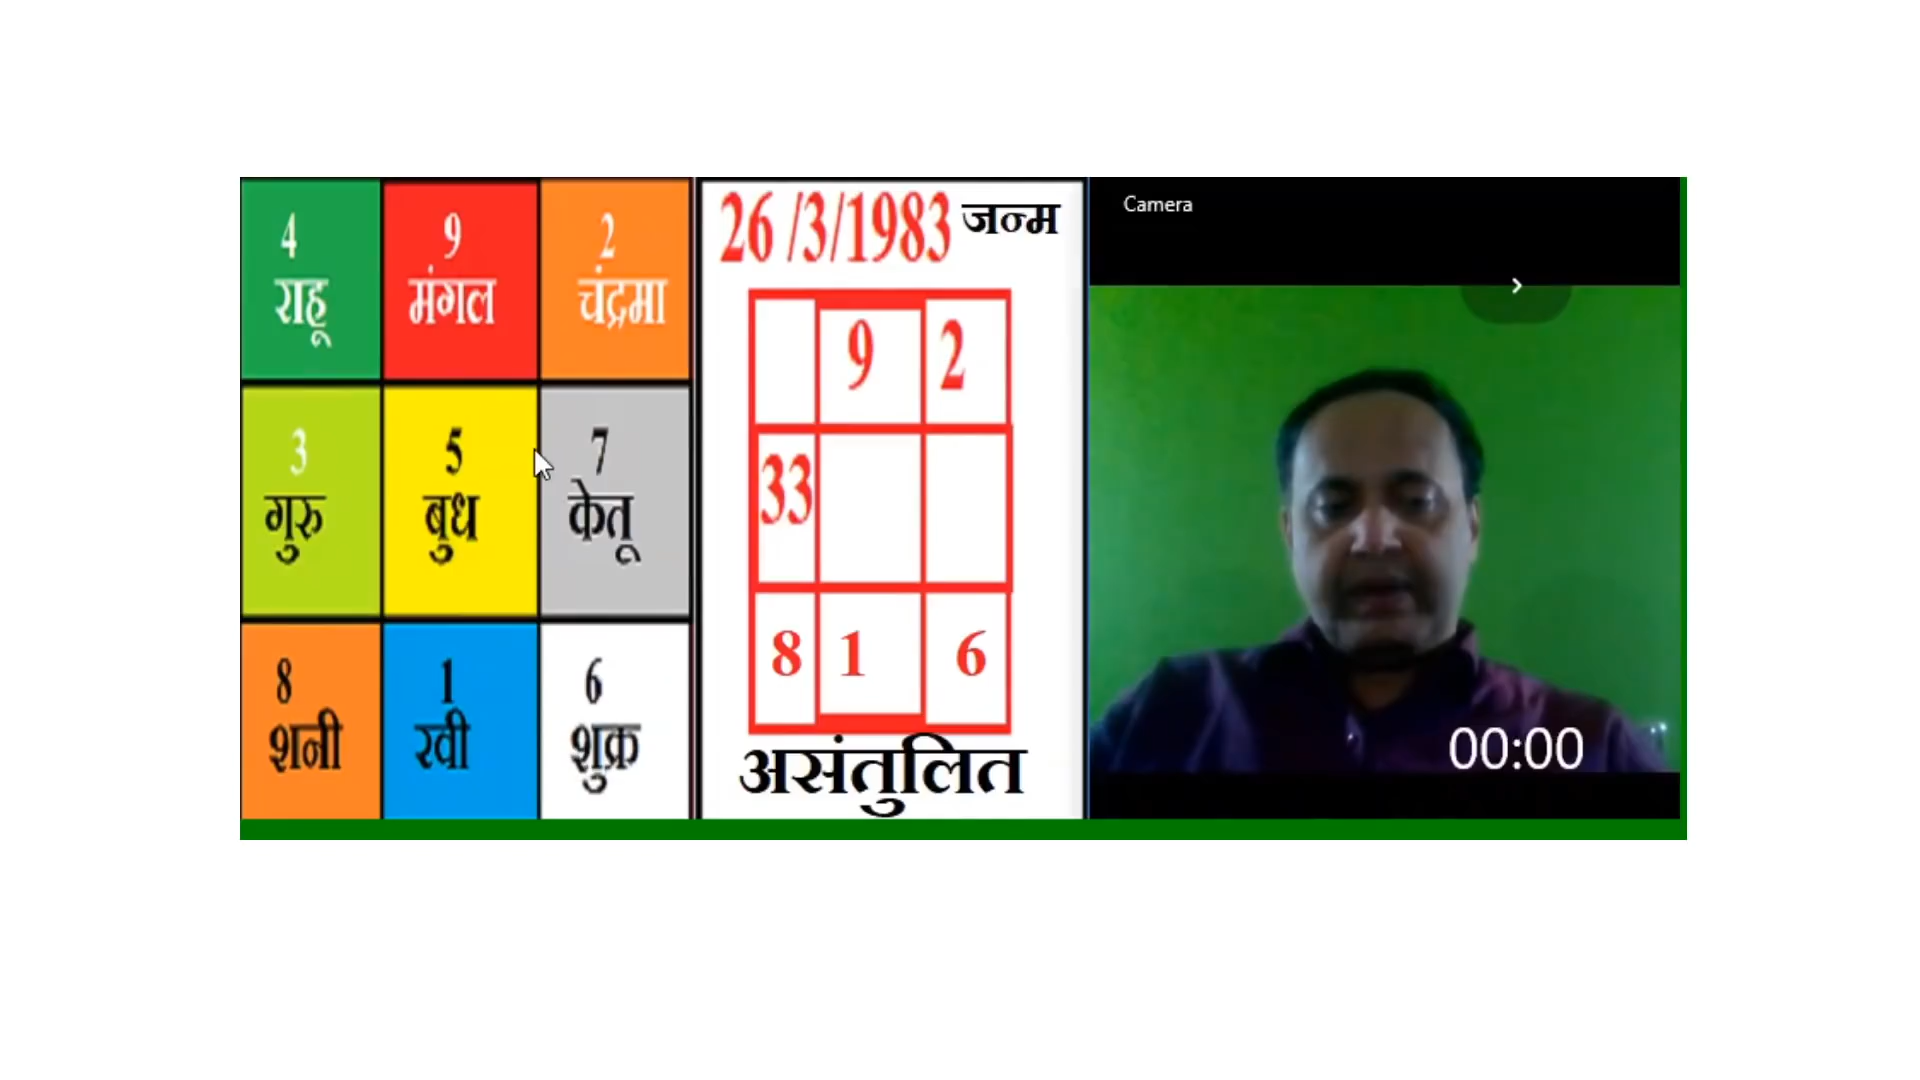 4
राहू
9
मंगल
2
चंद्रमा
3
गुरु
5
बुध
7
केतू
8
शनी
1
रवी
6
शुक्र
26 /3/1983 जन्म
9 2
33
8 1 6
असंतुलित
Camera
00:00